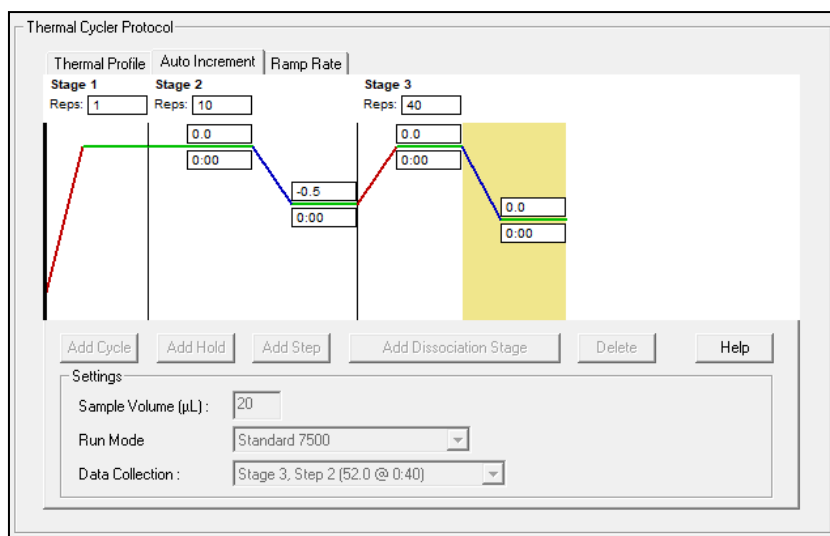 Thermal Cycler Protocol
Thermal Profile Auto Increment Ramp Rate
Stage 1 Stage 2 Stage 3
Reps: 1 Reps: 10 Reps: 40
0.0 0.0
0:00 0:00
-0.5 0.0
0:00 0:00
Add Cycle Add Hold Add Step Add Dissociation Stage Delete Help
Settings
Sample Volume (µL) : 20
Run Mode Standard 7500
Data Collection : Stage 3, Step 2 (52.0 @ 0:40)